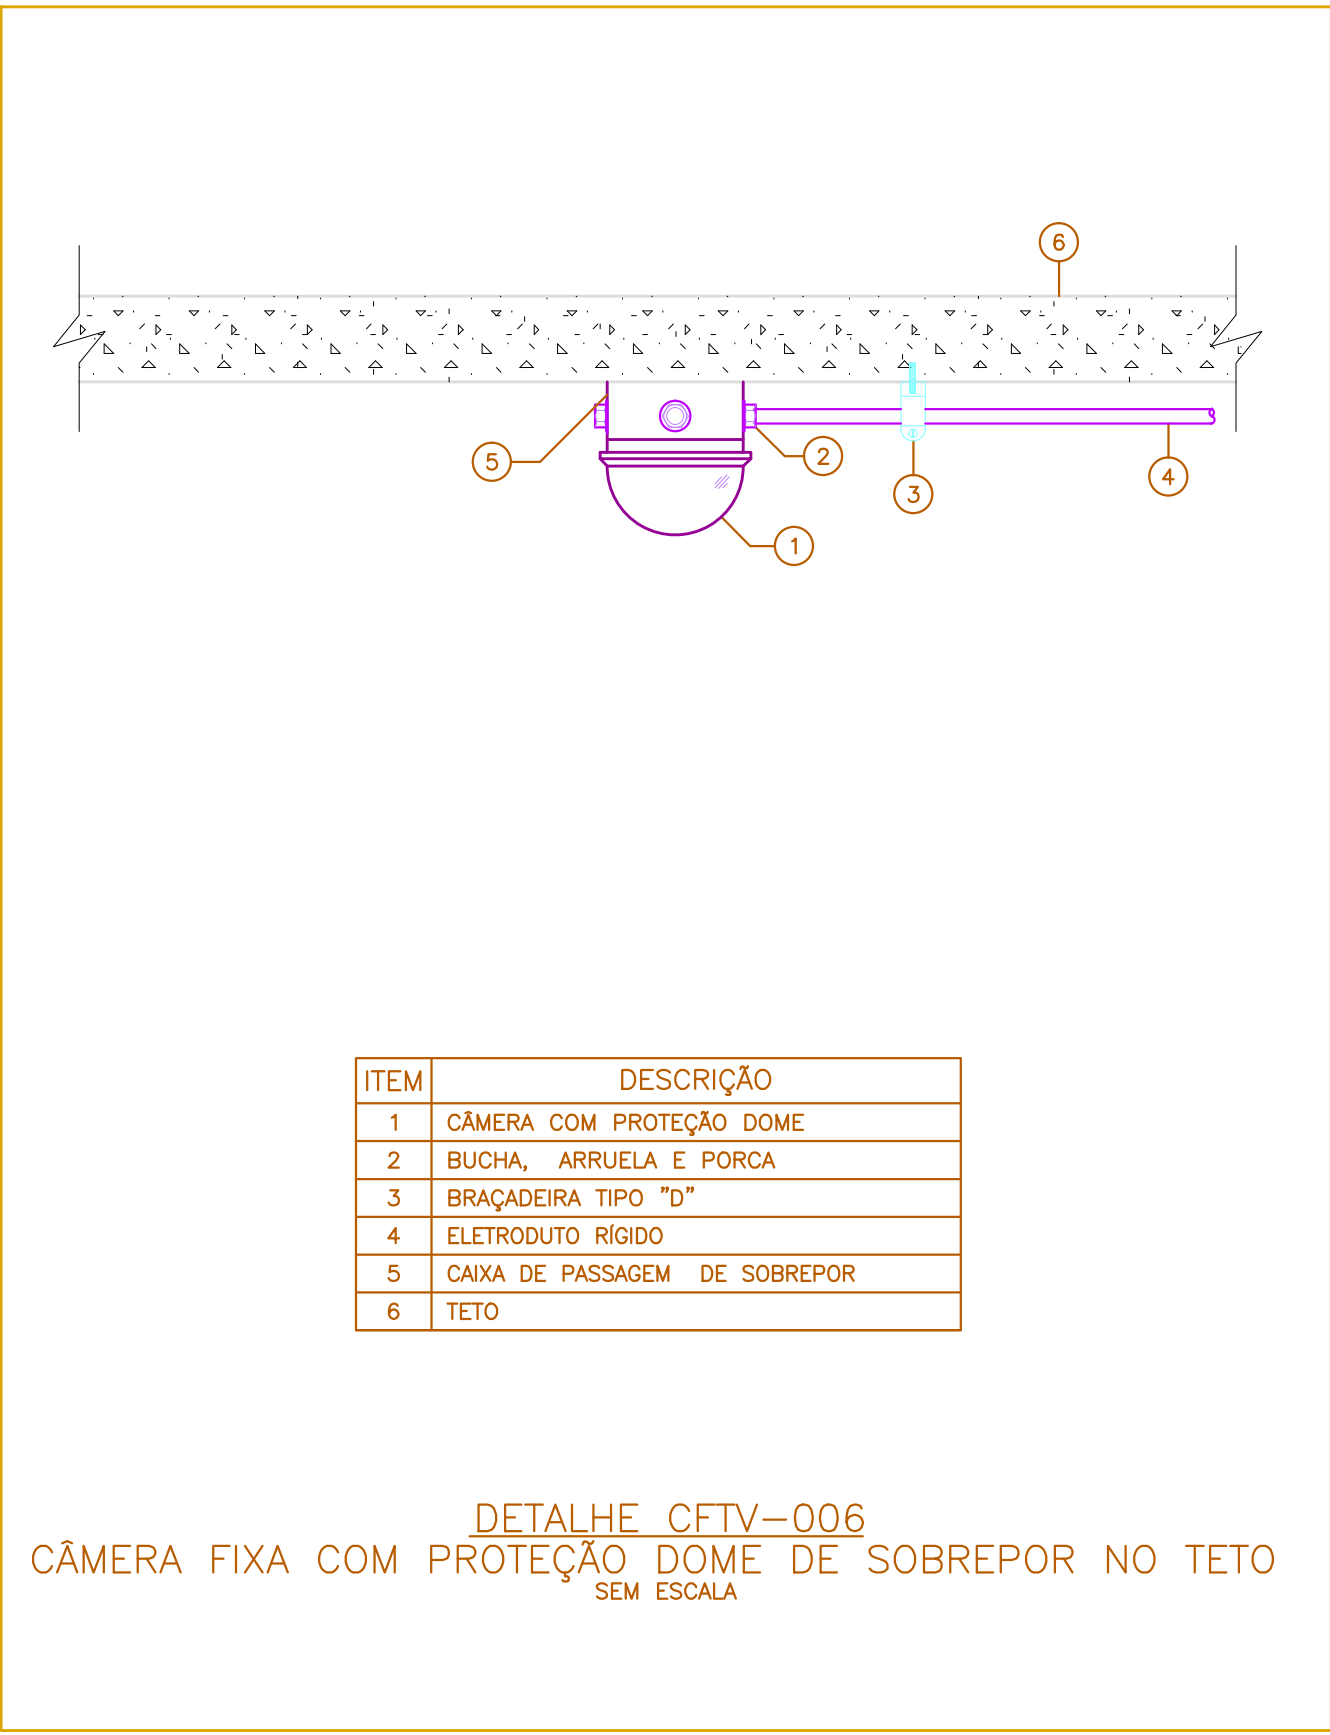 6
5
2
3
4
1
ITEM DESCRIÇÃO
1 CÂMERA COM PROTEÇÃO DOME
2 BUCHA, ARRUELA E PORCA
3 BRAÇADEIRA TIPO "D"
4 ELETRODUTO RÍGIDO
5 CAIXA DE PASSAGEM DE SOBREPOR
6 TETO
DETALHE CFTV-006
CÂMERA FIXA COM PROTEÇÃO DOME DE SOBREPOR NO TETO
SEM ESCALA